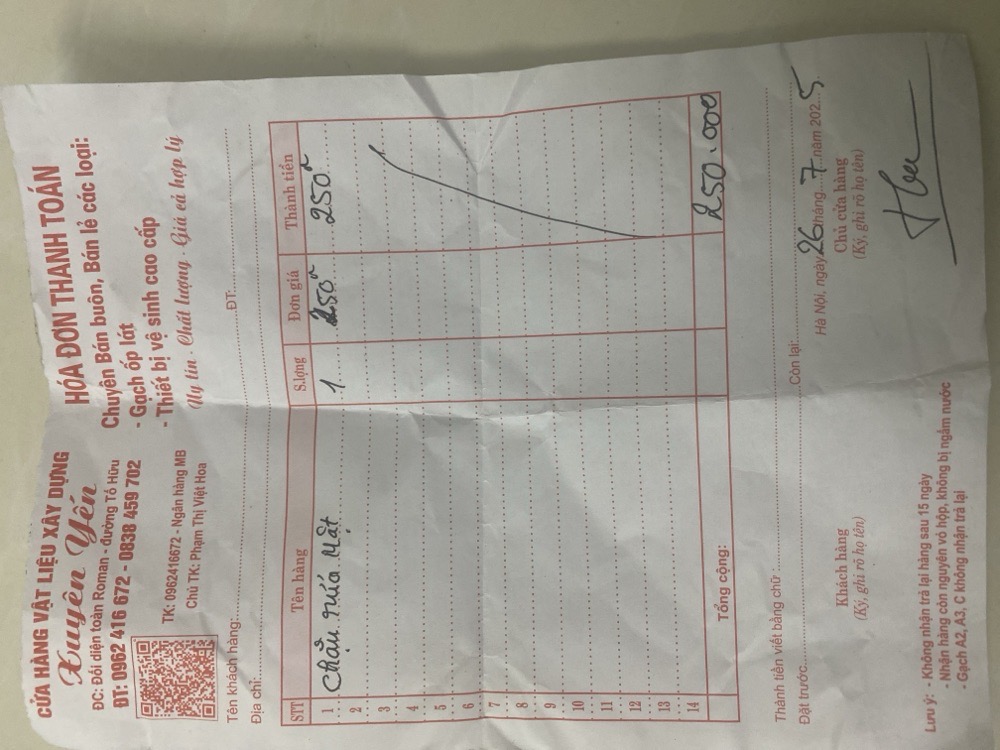 CỬA HÀNG VẬT LIỆU XÂY DỰNG
Xuyên Yến
ĐC: Đối diện toàn Roman - đường Tố Hữu
ĐT: 0962 416 672 - 0838 459 702
TK: 0962416672 - Ngân hàng MB
Chủ TK: Phạm Thị Việt Hoa
HÓA ĐƠN THANH TOÁN
Chuyên Bán buôn, Bán lẻ các loại:
- Gạch ốp lát
- Thiết bị vệ sinh cao cấp
Uy tín - Chất lượng - Giá cả hợp lý
Tên khách hàng: ĐT:
Địa chỉ:
STT Tên hàng S.lợng Đơn giá Thành tiền
1 Chậu rửa Mặt 1 250 250
2
3
4
5
6
7
8
9
10
11
12
13
14
Tổng cộng: 250.000
Thành tiền viết bằng chữ :
Đặt trước Còn lại:
Hà Nội, ngày 26 tháng 7 năm 2025
Khách hàng Chủ cửa hàng
(Ký, ghi rõ họ tên) (Ký, ghi rõ họ tên)
Lưu ý: - Không nhận trả lại hàng sau 15 ngày
- Nhận hàng còn nguyên vỏ hộp, không bị ngấm nước
- Gạch A2, A3, C không nhận trả lại